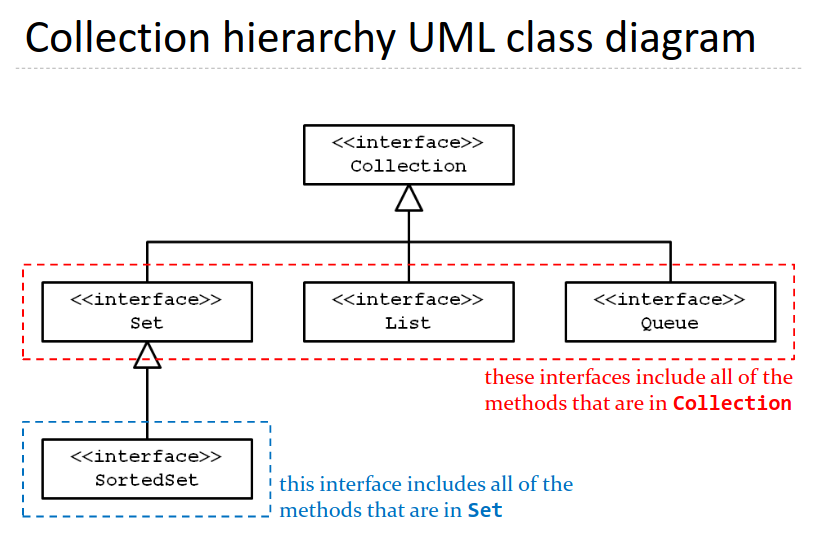 Collection hierarchy UML class diagram
<<interface>>
Collection
<<interface>>
Set
<<interface>>
List
<<interface>>
Queue
these interfaces include all of the
methods that are in Collection
<<interface>>
SortedSet
this interface includes all of the
methods that are in Set